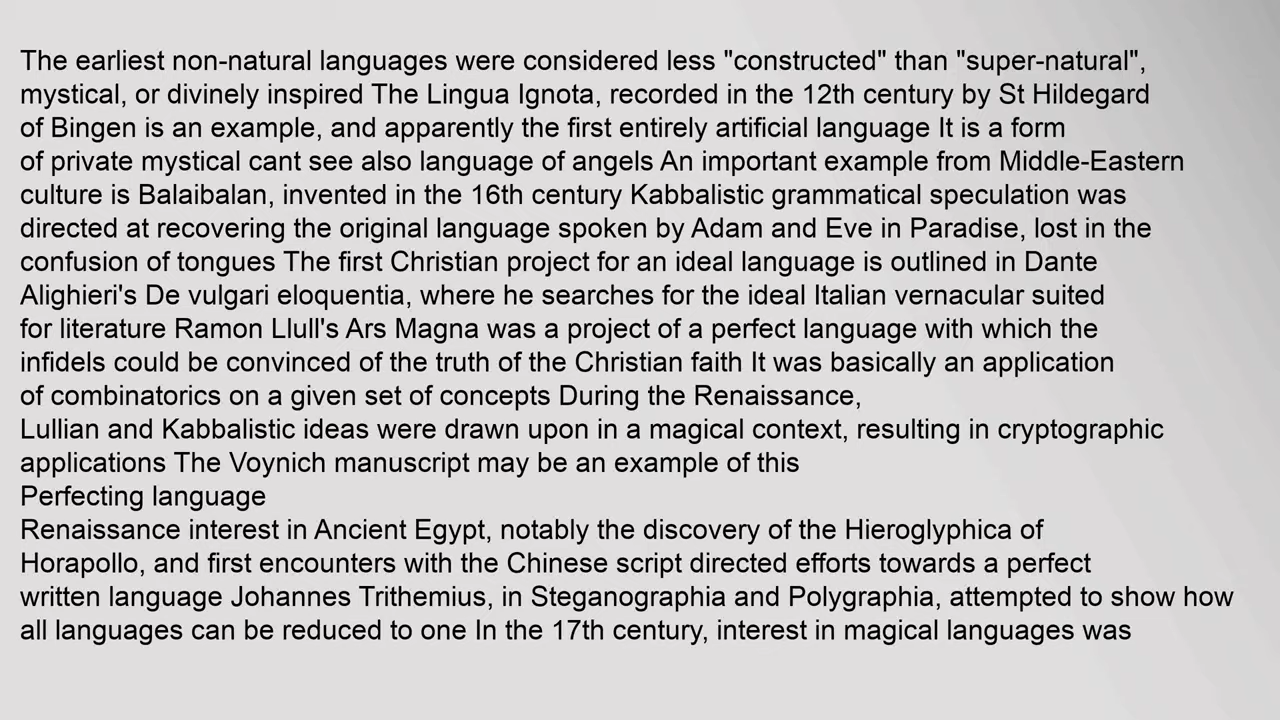 The earliest non-natural languages were considered less "constructed" than "super-natural",
mystical, or divinely inspired The Lingua Ignota, recorded in the 12th century by St Hildegard
of Bingen is an example, and apparently the first entirely artificial language It is a form
of private mystical cant see also language of angels An important example from Middle-Eastern
culture is Balaibalan, invented in the 16th century Kabbalistic grammatical speculation was
directed at recovering the original language spoken by Adam and Eve in Paradise, lost in the
confusion of tongues The first Christian project for an ideal language is outlined in Dante
Alighieri's De vulgari eloquentia, where he searches for the ideal Italian vernacular suited
for literature Ramon Llull's Ars Magna was a project of a perfect language with which the
infidels could be convinced of the truth of the Christian faith It was basically an application
of combinatorics on a given set of concepts During the Renaissance,
Lullian and Kabbalistic ideas were drawn upon in a magical context, resulting in cryptographic
applications The Voynich manuscript may be an example of this
Perfecting language
Renaissance interest in Ancient Egypt, notably the discovery of the Hieroglyphica of
Horapollo, and first encounters with the Chinese script directed efforts towards a perfect
written language Johannes Trithemius, in Steganographia and Polygraphia, attempted to show how
all languages can be reduced to one In the 17th century, interest in magical languages was